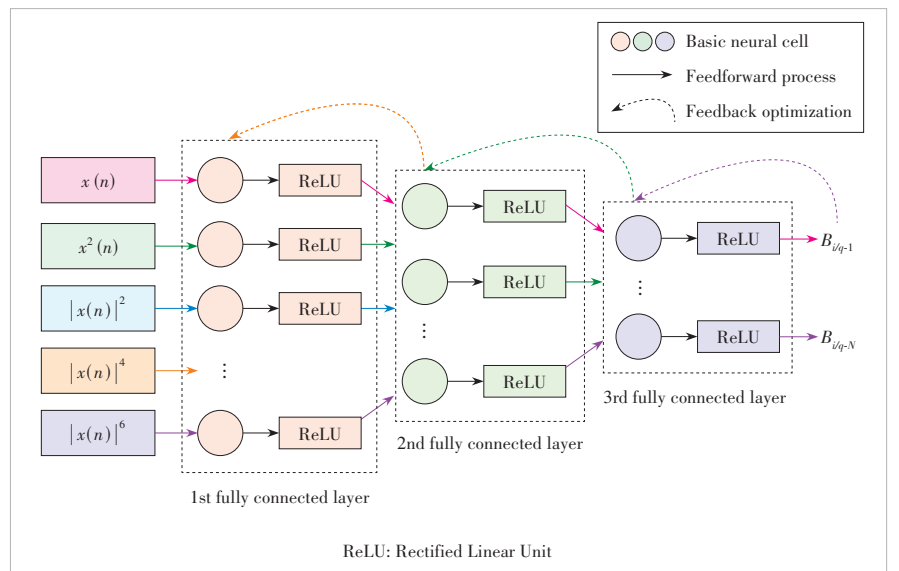 Basic neural cell
Feedforward process
Feedback optimization
x(n)
x²(n)
|x(n)|²
|x(n)|⁴
|x(n)|⁶
ReLU
ReLU
ReLU
⋮
ReLU
1st fully connected layer
ReLU
ReLU
⋮
ReLU
2nd fully connected layer
ReLU
⋮
ReLU
3rd fully connected layer
B_{i/q-1}
B_{i/q-N}
ReLU: Rectified Linear Unit